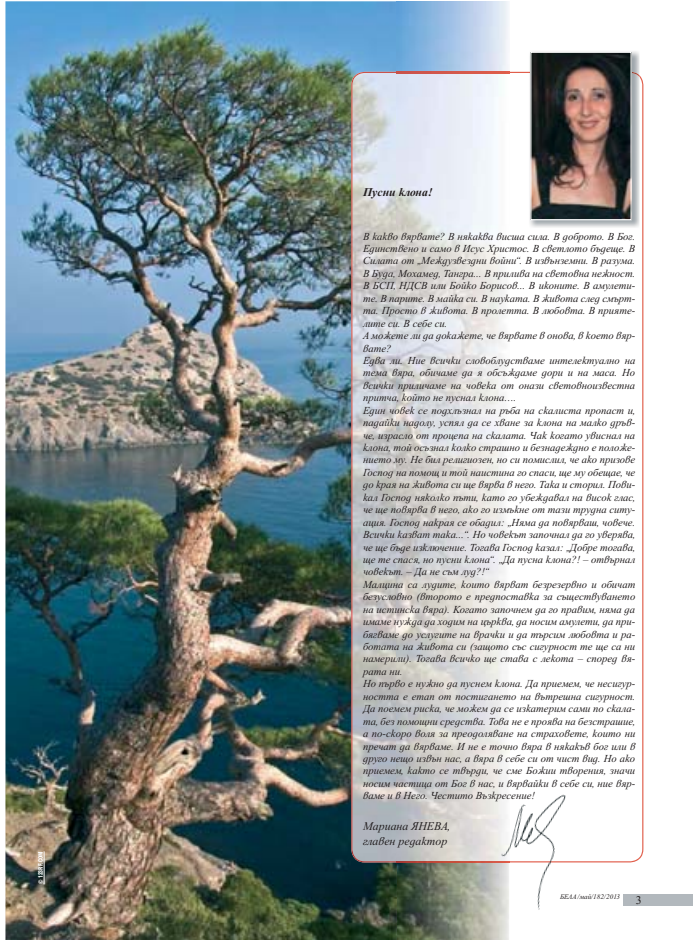 Пусни клона!
В какво вярвате? В някаква висша сила. В доброто. В Бог.
Единствено и само в Исус Христос. В светлото бъдеще. В
Силата от „Междузвездни войни“. В извънземни. В разума.
В Буда, Мохамед, Тангра... В прилива на световна нежност.
В БСП, НДСВ или Бойко Борисов... В иконите. В амулети-
те. В парите. В майка си. В науката. В живота след смърт-
та. Просто в живота. В пролетта. В любовта. В прияте-
лите си. В себе си.
А можете ли да докажете, че вярвате в онова, в което вяр-
вате?
Едва ли. Ние всички словоблудстваме интелектуално на
тема вяра, обичаме да я обсъждаме дори и на маса. Но
всички приличаме на човека от онази световноизвестна
притча, който не пуснал клона….
Един човек се подхлъзнал на ръба на скалиста пропаст и,
падайки надолу, успял да се хване за клона на малко дръв-
че, израсло от процепа на скалата. Чак когато увиснал на
клона, той осъзнал колко страшно и безнадеждно е положе-
нието му. Не бил религиозен, но си помислил, че ако призове
Господ на помощ и той наистина го спаси, ще му обещае, че
до края на живота си ще вярва в него. Така и сторил. Пови-
кал Господ няколко пъти, като го убеждавал на висок глас,
че ще повярва в него, ако го измъкне от тази трудна ситу-
ация. Господ накрая се обадил: „Няма да повярваш, човече.
Всички казват така...“. Но човекът започнал да го уверява,
че ще бъде изключение. Тогава Господ казал: „Добре тогава,
ще те спася, но пусни клона“. „Да пусна клона?! – отвърнал
човекът. – Да не съм луд?!“
Малцина са лудите, които вярват безрезервно и обичат
безусловно (второто е предпоставка за съществуването
на истинска вяра). Когато започнем да го правим, няма да
имаме нужда да ходим на църква, да носим амулети, да при-
бягваме до услугите на врачки и да търсим любовта и ра-
ботата на живота си (защото със сигурност те ще са ни
намерили). Тогава всичко ще става с лекота – според вя-
рата ни.
Но първо е нужно да пуснем клона. Да приемем, че несигур-
ността е етап от постигането на вътрешна сигурност.
Да поемем риска, че можем да се изкатерим сами по скала-
та, без помощни средства. Това не е проява на безстрашие,
а по-скоро воля за преодоляване на страховете, които ни
пречат да вярваме. И не е точно вяра в някакъв бог или в
друго нещо извън нас, а вяра в себе си от чист вид. Но ако
приемем, както се твърди, че сме Божии творения, значи
носим частица от Бог в нас, и вярвайки в себе си, ние вяр-
ваме и в Него. Честито Възкресение!
Мариана ЯНЕВА,
главен редактор
БЕЛА/май/182/2013
3